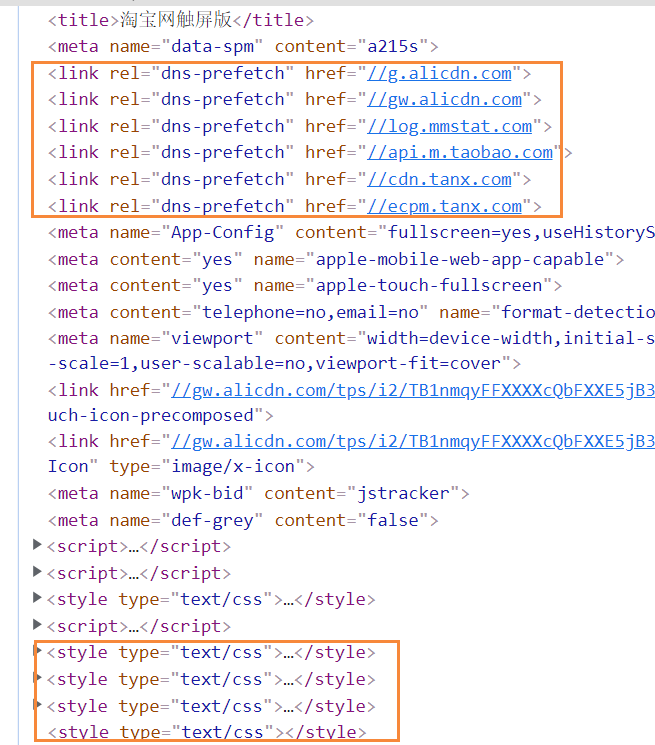 <title>淘宝网触屏版</title>
<meta name="data-spm" content="a215s">
<link rel="dns-prefetch" href="//g.alicdn.com">
<link rel="dns-prefetch" href="//gw.alicdn.com">
<link rel="dns-prefetch" href="//log.mmstat.com">
<link rel="dns-prefetch" href="//api.m.taobao.com">
<link rel="dns-prefetch" href="//cdn.tanx.com">
<link rel="dns-prefetch" href="//ecpm.tanx.com">
<meta name="App-Config" content="fullscreen=yes,useHistoryS
<meta content="yes" name="apple-mobile-web-app-capable">
<meta content="yes" name="apple-touch-fullscreen">
<meta content="telephone=no,email=no" name="format-detectio
<meta name="viewport" content="width=device-width,initial-s
-scale=1,user-scalable=no,viewport-fit=cover">
<link href="//gw.alicdn.com/tps/i2/TB1nmqyFFXXXXcQbFXXE5jB3
uch-icon-precomposed">
<link href="//gw.alicdn.com/tps/i2/TB1nmqyFFXXXXcQbFXXE5jB3
Icon" type="image/x-icon">
<meta name="wpk-bid" content="jstracker">
<meta name="def-grey" content="false">
<script>…</script>
<script>…</script>
<style type="text/css">…</style>
<script>…</script>
<style type="text/css">…</style>
<style type="text/css">…</style>
<style type="text/css">…</style>
<style type="text/css"></style>